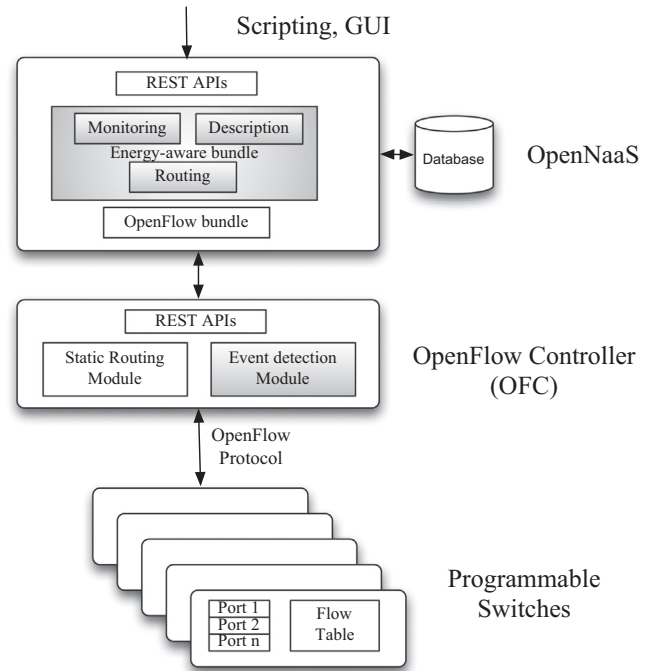 Scripting, GUI
REST APIs
Monitoring
Description
Energy-aware bundle
Routing
OpenFlow bundle
Database
OpenNaaS
REST APIs
Static Routing
Module
Event detection
Module
OpenFlow Controller
(OFC)
OpenFlow
Protocol
Port 1
Port 2
Port n
Flow
Table
Programmable
Switches